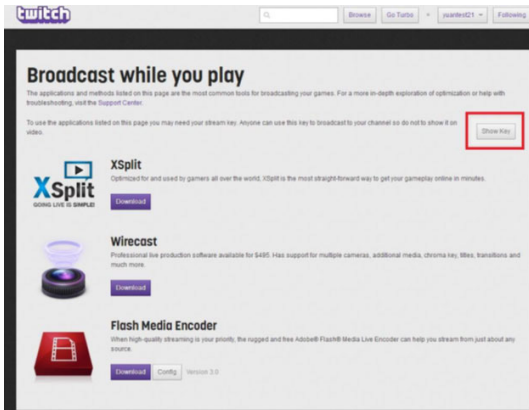 twitch
Browse
Go Turbo
Following
Broadcast while you play
The applications and methods listed on this page are the most common tools for broadcasting your games. For a more in-depth exploration of optimization or help with
troubleshooting, visit the Support Center.
To use the applications listed on this page you may need your stream key. Anyone can use this key to broadcast to your channel so do not to show it on
video.
Show Key
XSplit
Optimized for and used by gamers all over the world, XSplit is the most straight-forward way to get your gameplay online in minutes.
XSplit
GOING LIVE IS SIMPLE!
Download
Wirecast
Professional live production software available for $495. Has support for multiple cameras, additional media, chroma key, titles, transitions and
much more.
Download
Flash Media Encoder
When high-quality streaming is your priority, the rugged and free Adobe® Flash® Media Live Encoder can help you stream from just about any
source.
Download
Config
Version 3.0